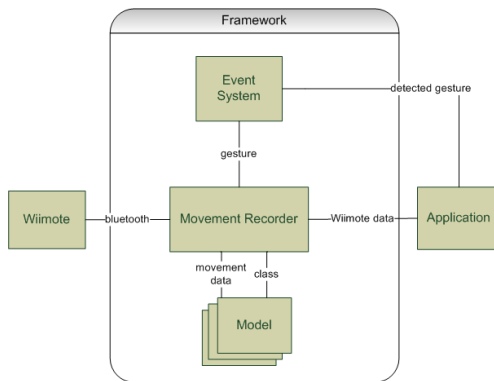 Framework
Event
System
detected gesture
gesture
Wiimote
bluetooth
Movement Recorder
Wiimote data
Application
movement
data
class
Model